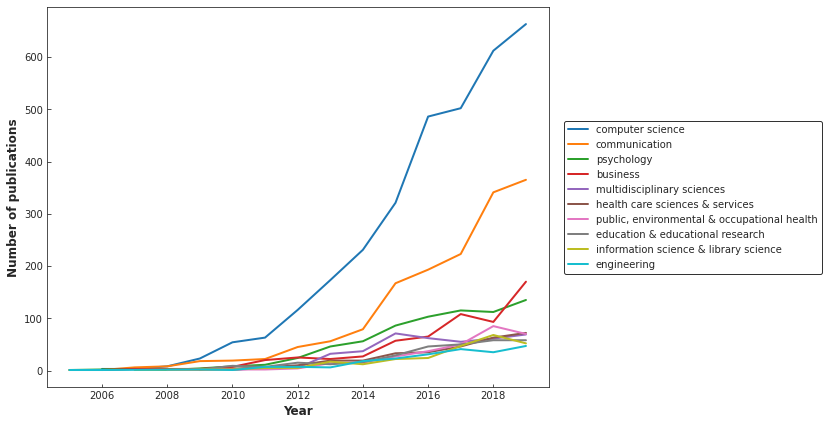 600
500
400
300
200
100
0
Number of publications
2006 2008 2010 2012 2014 2016 2018
Year
computer science
communication
psychology
business
multidisciplinary sciences
health care sciences & services
public, environmental & occupational health
education & educational research
information science & library science
engineering